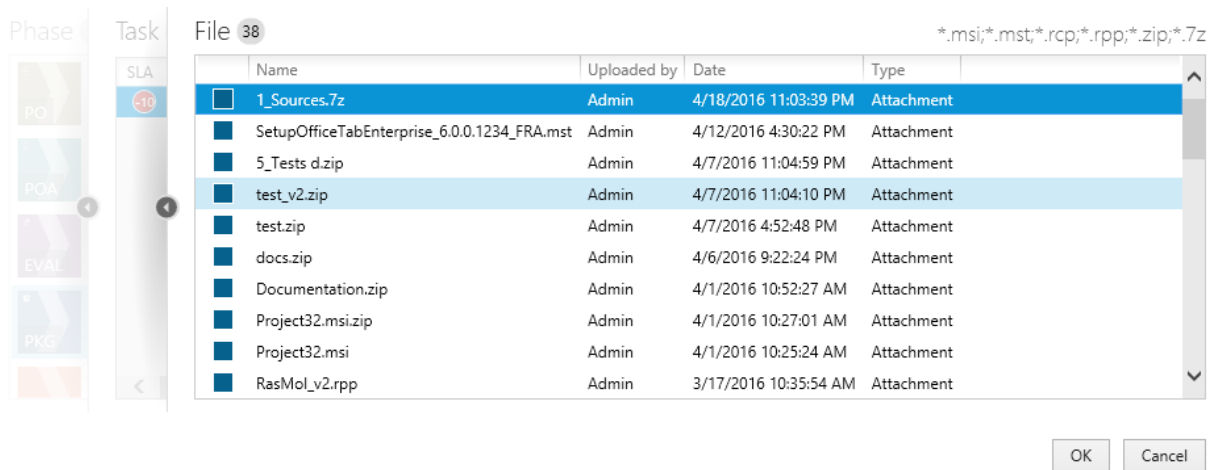 Phase
Task
File 38
*.msi;*.mst;*.rcp;*.rpp;*.zip;*.7z
PO
POA
EVAL
PKG
SLA
-10
Name Uploaded by Date Type
1_Sources.7z Admin 4/18/2016 11:03:39 PM Attachment
SetupOfficeTabEnterprise_6.0.0.1234_FRA.mst Admin 4/12/2016 4:30:22 PM Attachment
5_Tests d.zip Admin 4/7/2016 11:04:59 PM Attachment
test_v2.zip Admin 4/7/2016 11:04:10 PM Attachment
test.zip Admin 4/7/2016 4:52:48 PM Attachment
docs.zip Admin 4/6/2016 9:22:24 PM Attachment
Documentation.zip Admin 4/1/2016 10:52:27 AM Attachment
Project32.msi.zip Admin 4/1/2016 10:27:01 AM Attachment
Project32.msi Admin 4/1/2016 10:25:24 AM Attachment
RasMol_v2.rpp Admin 3/17/2016 10:35:54 AM Attachment
OK Cancel